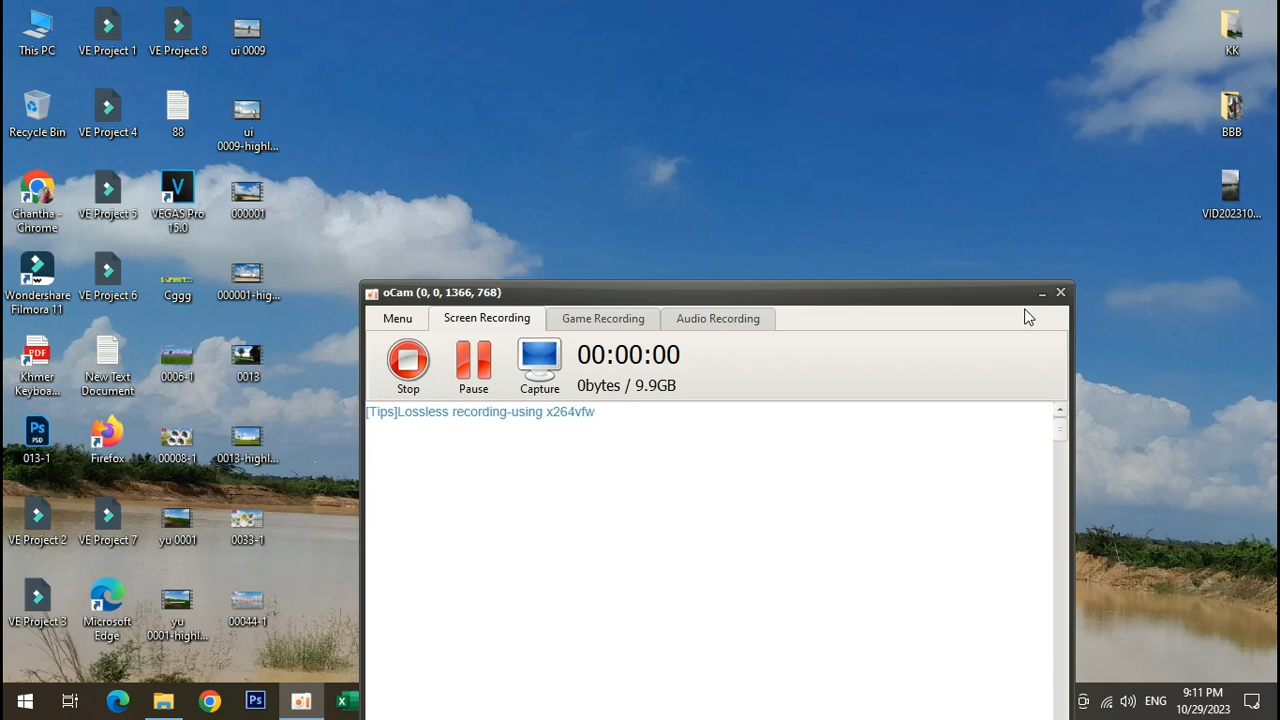 This PC
VE Project 1
VE Project 8
ui 0009
Recycle Bin
VE Project 4
88
ui
0009-highl...
Chantha -
Chrome
VE Project 5
VEGAS Pro
15.0
000001
Wondershare
Filmora 11
VE Project 6
Cggg
000001-hig...
PDF
Khmer
Keyboa...
New Text
Document
0006-1
0013
Ps
PSD
013-1
Firefox
00008-1
0013-highl...
VE Project 2
VE Project 7
yu 0001
0033-1
VE Project 3
Microsoft
Edge
yu
0001-highl...
00044-1
KK
BBB
VID202310...
oCam (0, 0, 1366, 768)
Menu
Screen Recording
Game Recording
Audio Recording
Stop
Pause
Capture
00:00:00
0bytes / 9.9GB
[Tips]Lossless recording-using x264vfw
Ps
ENG
9:11 PM
10/29/2023